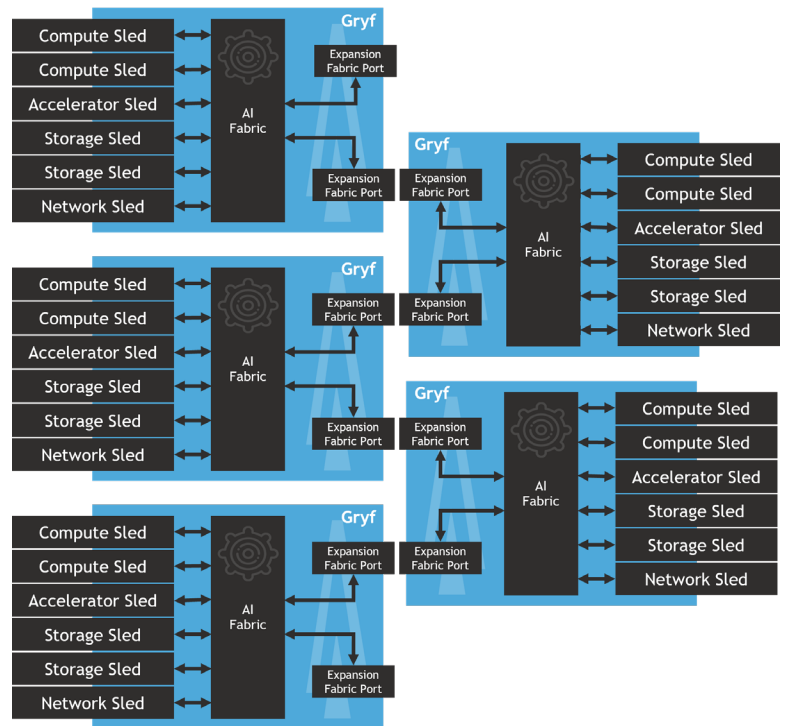 Gryf
Compute Sled
Compute Sled
Accelerator Sled
Storage Sled
Storage Sled
Network Sled
AI
Fabric
Expansion
Fabric Port
Expansion
Fabric Port
Gryf
Expansion
Fabric Port
Expansion
Fabric Port
AI
Fabric
Compute Sled
Compute Sled
Accelerator Sled
Storage Sled
Storage Sled
Network Sled
Gryf
Compute Sled
Compute Sled
Accelerator Sled
Storage Sled
Storage Sled
Network Sled
AI
Fabric
Expansion
Fabric Port
Expansion
Fabric Port
Gryf
Expansion
Fabric Port
Expansion
Fabric Port
AI
Fabric
Compute Sled
Compute Sled
Accelerator Sled
Storage Sled
Storage Sled
Network Sled
Gryf
Compute Sled
Compute Sled
Accelerator Sled
Storage Sled
Storage Sled
Network Sled
AI
Fabric
Expansion
Fabric Port
Expansion
Fabric Port